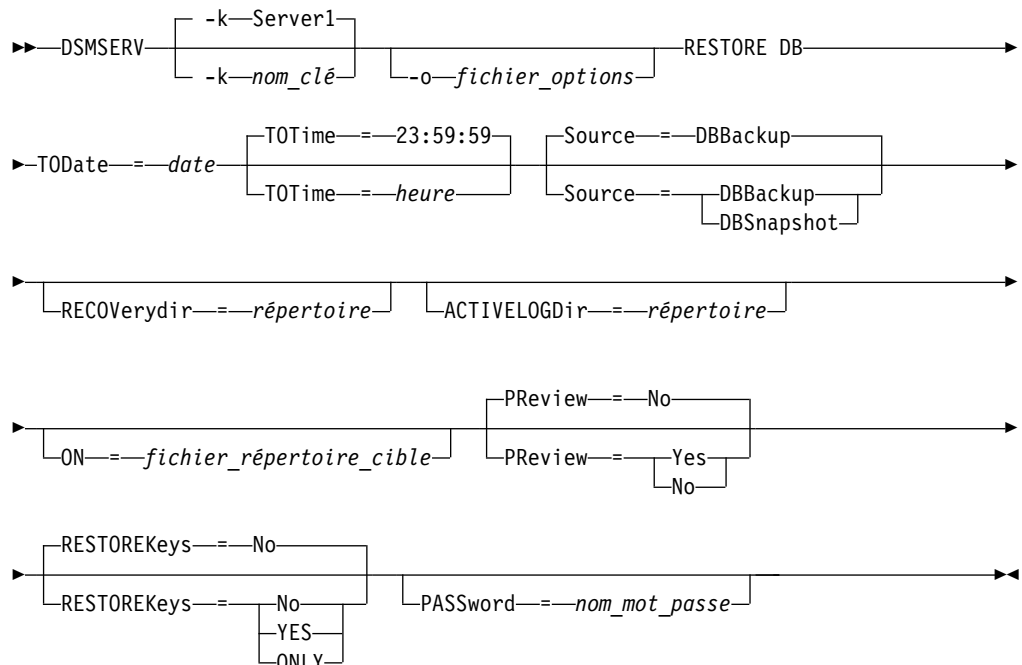 -k Server1
DSMSERV -k nom_clé -o fichier_options RESTORE DB
TOTime = 23:59:59 Source = DBBackup
TODate = date TOTime = heure Source = DBBackup
DBSnapshot
RECOVerydir = répertoire ACTIVELOGDir = répertoire
PReview = No
ON = fichier_répertoire_cible PReview = Yes
No
RESTOREKeys = No
RESTOREKeys = No PASSword = nom_mot_passe
YES
ONLY